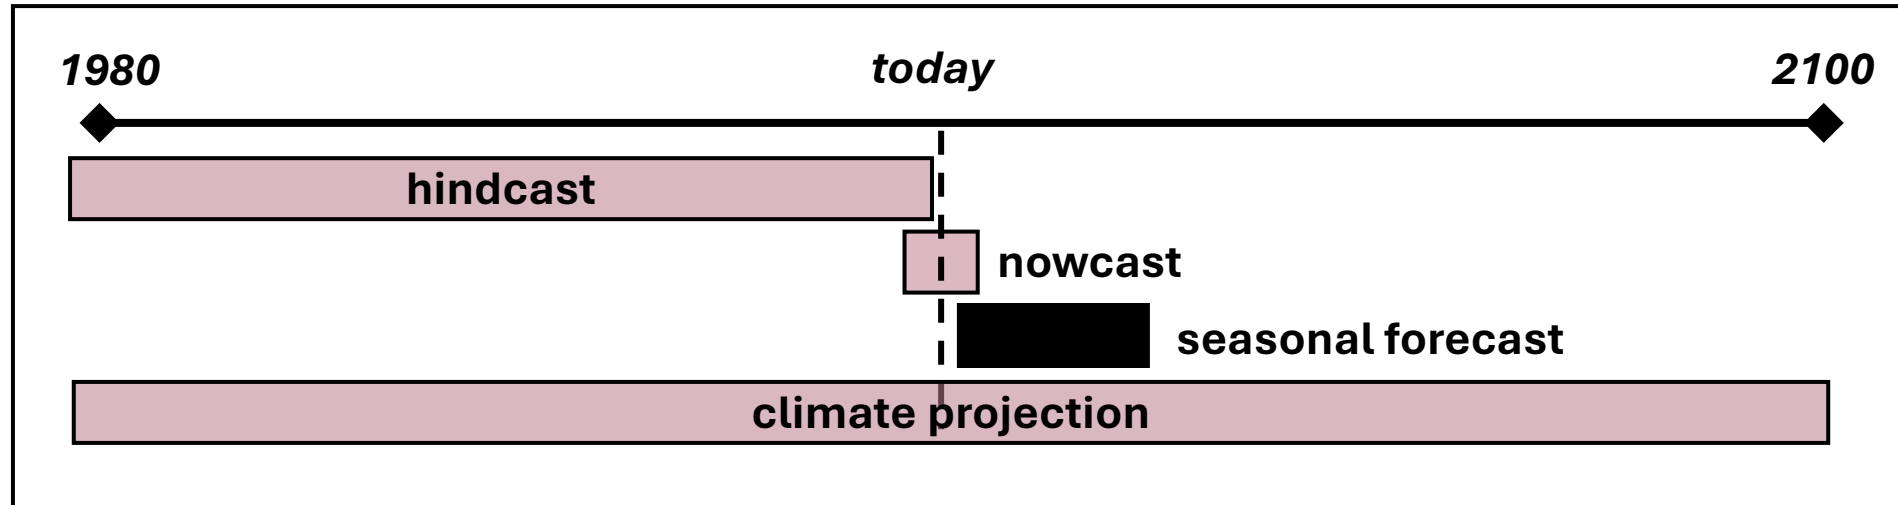 1980 today 2100
hindcast
nowcast
seasonal forecast
climate projection